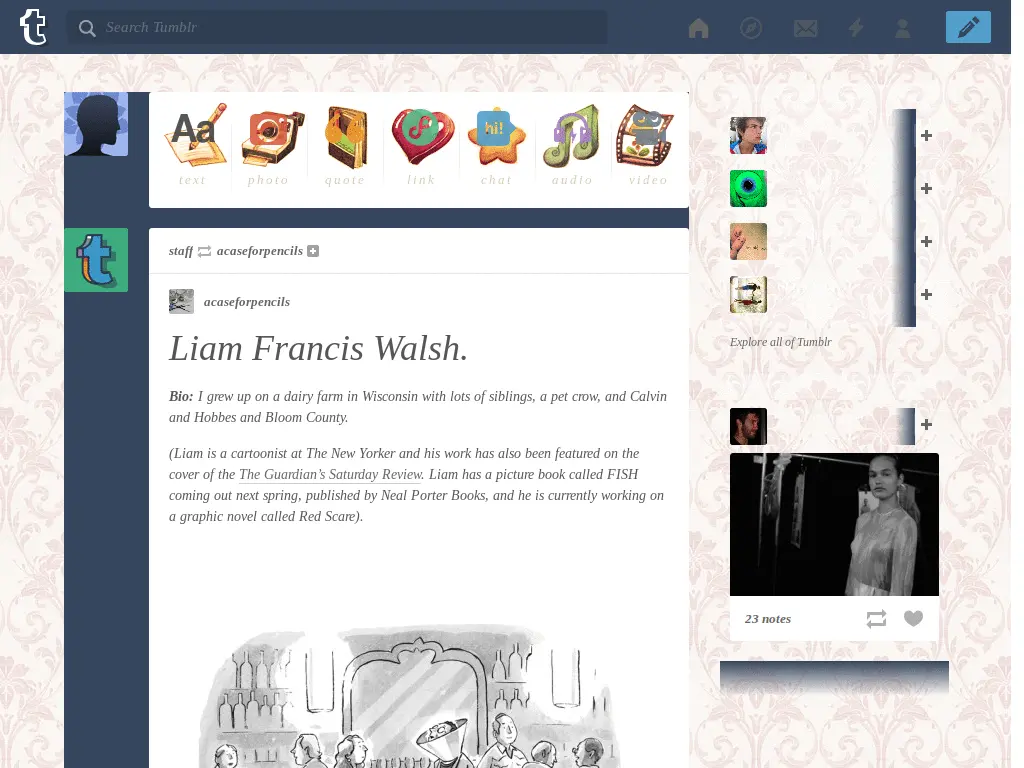 t
Search Tumblr
Aa
hi!
text
photo
quote
link
chat
audio
video
t
staff acaseforpencils
acaseforpencils
Liam Francis Walsh.
Bio: I grew up on a dairy farm in Wisconsin with lots of siblings, a pet crow, and Calvin
and Hobbes and Bloom County.
(Liam is a cartoonist at The New Yorker and his work has also been featured on the
cover of the The Guardian’s Saturday Review. Liam has a picture book called FISH
coming out next spring, published by Neal Porter Books, and he is currently working on
a graphic novel called Red Scare).
Explore all of Tumblr
23 notes